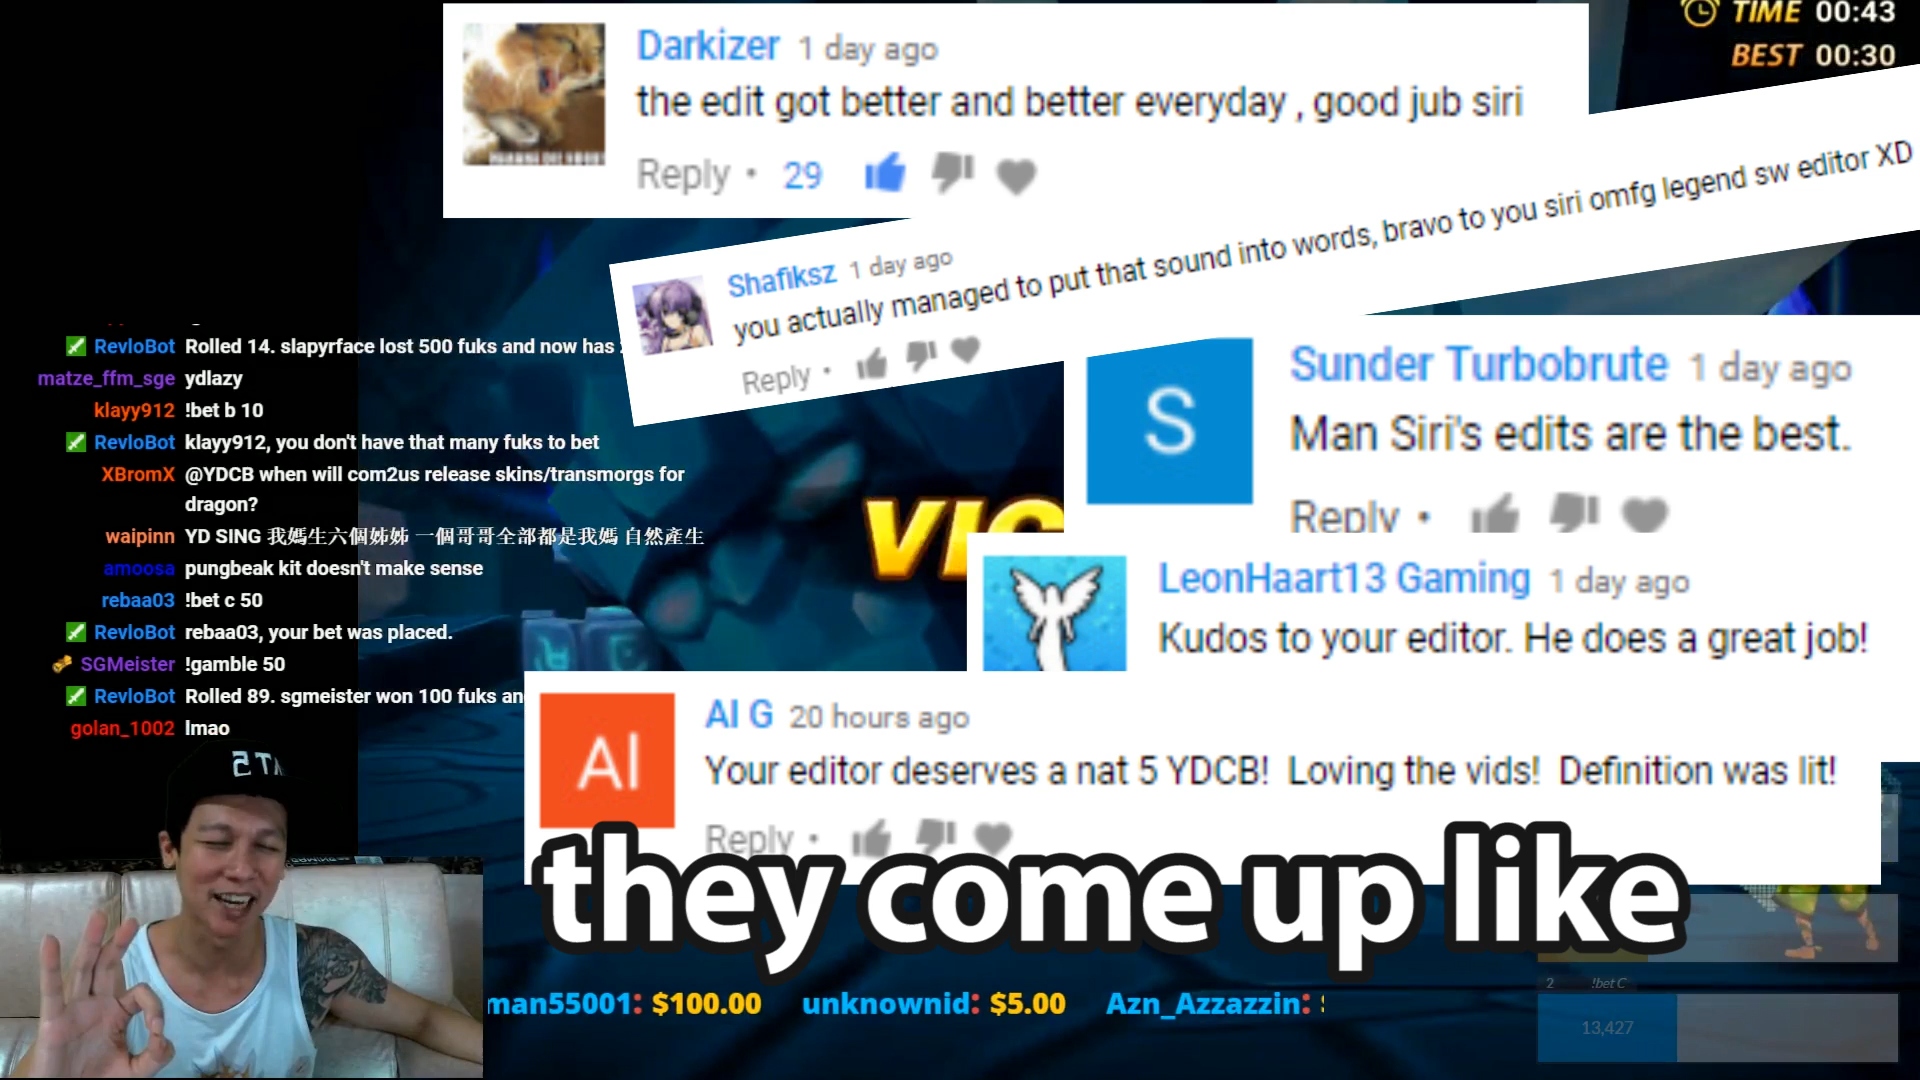 TIME 00:43
BEST 00:30
Darkizer 1 day ago
the edit got better and better everyday , good jub siri
Reply • 29
Shafiksz 1 day ago
you actually managed to put that sound into words, bravo to you siri omfg legend sw editor XD
Reply •
S
Sunder Turbobrute 1 day ago
Man Siri's edits are the best.
Reply •
LeonHaart13 Gaming 1 day ago
Kudos to your editor. He does a great job!
Al
Al G 20 hours ago
Your editor deserves a nat 5 YDCB! Loving the vids! Definition was lit!
Reply •
VIC
RevloBot Rolled 14. slapyrface lost 500 fuks and now has
matze_ffm_sge ydlazy
klayy912 !bet b 10
RevloBot klayy912, you don't have that many fuks to bet
XBromX @YDCB when will com2us release skins/transmorgs for
dragon?
waipinn YD SING 我媽生六個姊姊 一個哥哥全部都是我媽 自然產生
amoosa pungbeak kit doesn't make sense
rebaa03 !bet c 50
RevloBot rebaa03, your bet was placed.
SGMeister !gamble 50
RevloBot Rolled 89. sgmeister won 100 fuks an
golan_1002 lmao
they come up like
man55001: $100.00 unknownid: $5.00 Azn_Azzazzin:
2 !bet C
13,427